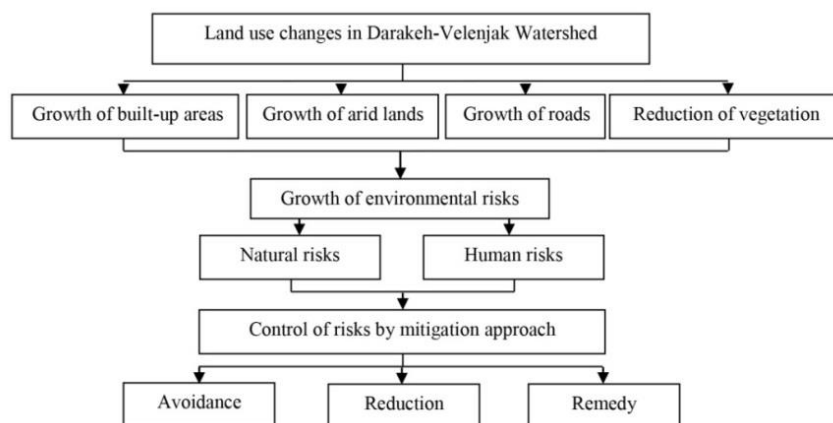 Land use changes in Darakeh-Velenjak Watershed
Growth of built-up areas
Growth of arid lands
Growth of roads
Reduction of vegetation
Growth of environmental risks
Natural risks
Human risks
Control of risks by mitigation approach
Avoidance
Reduction
Remedy